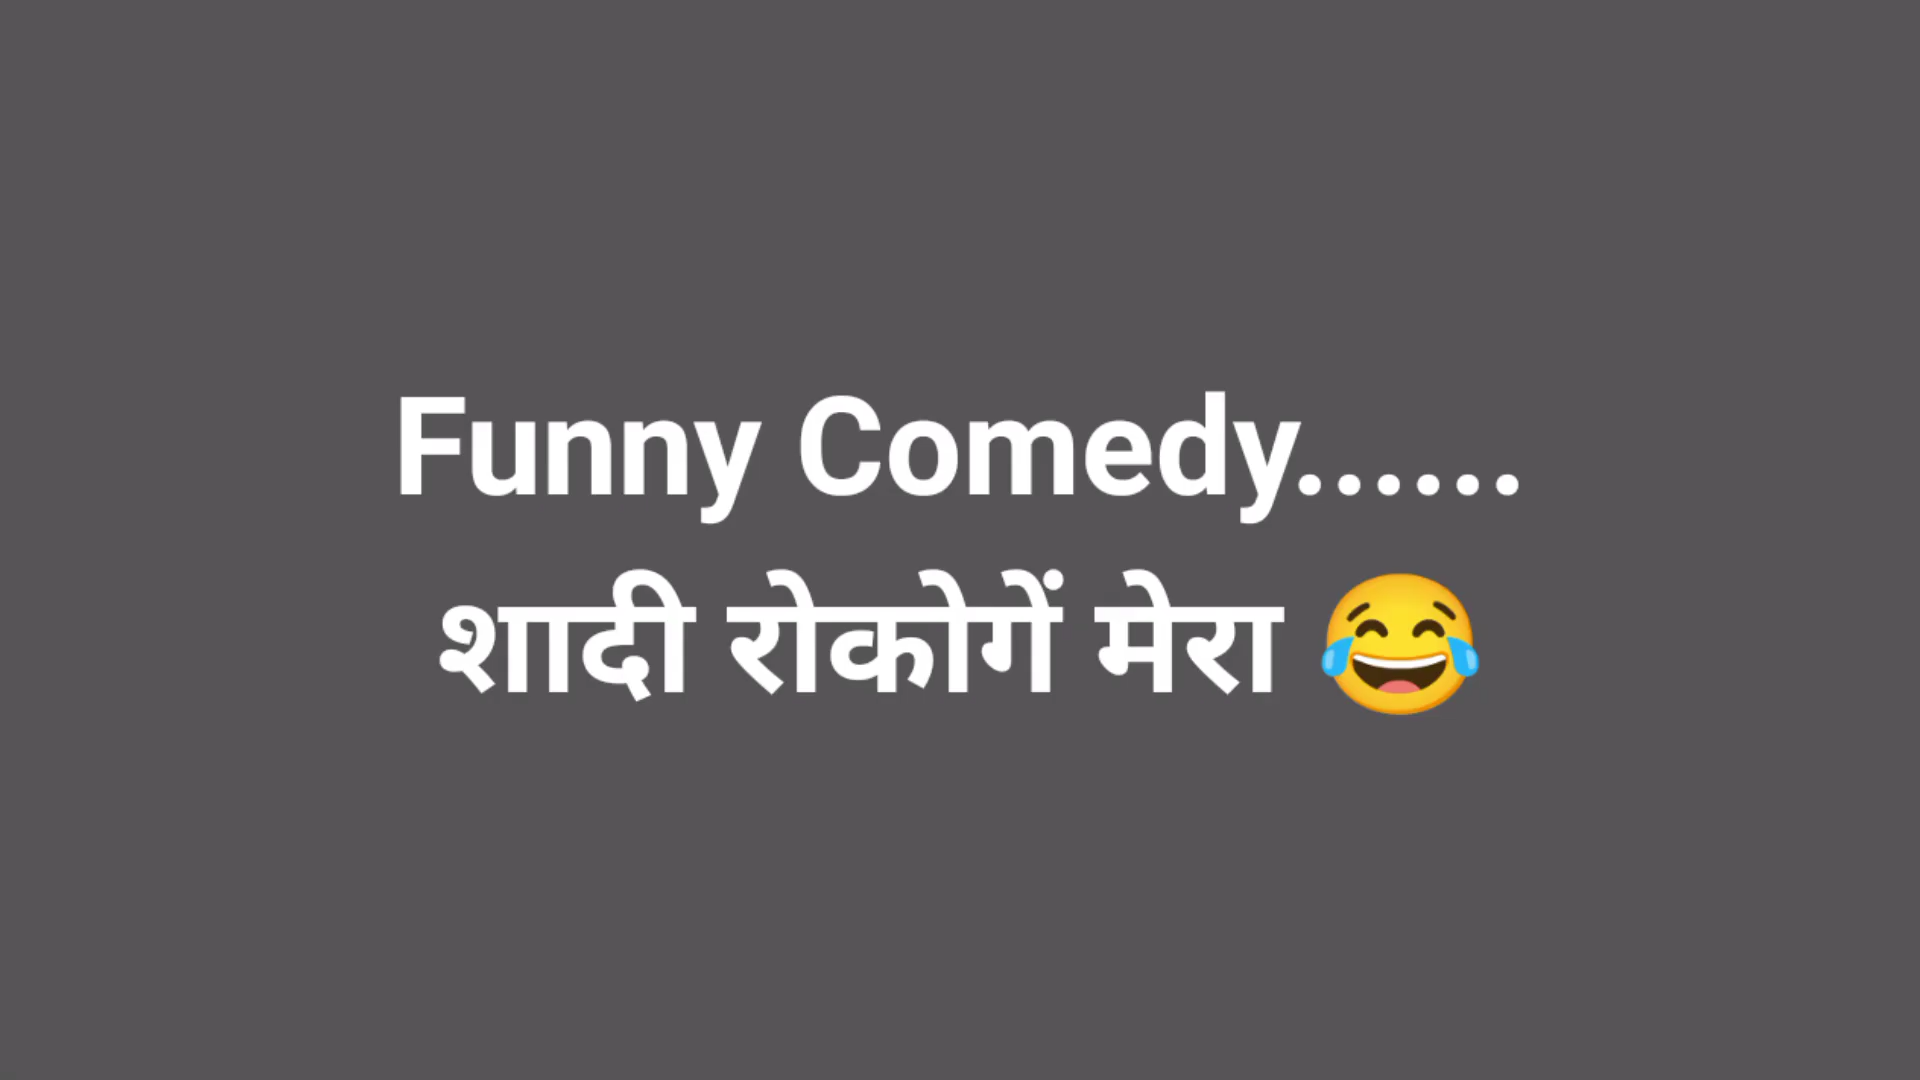 Funny Comedy......
शादी रोकोगें मेरा 😂